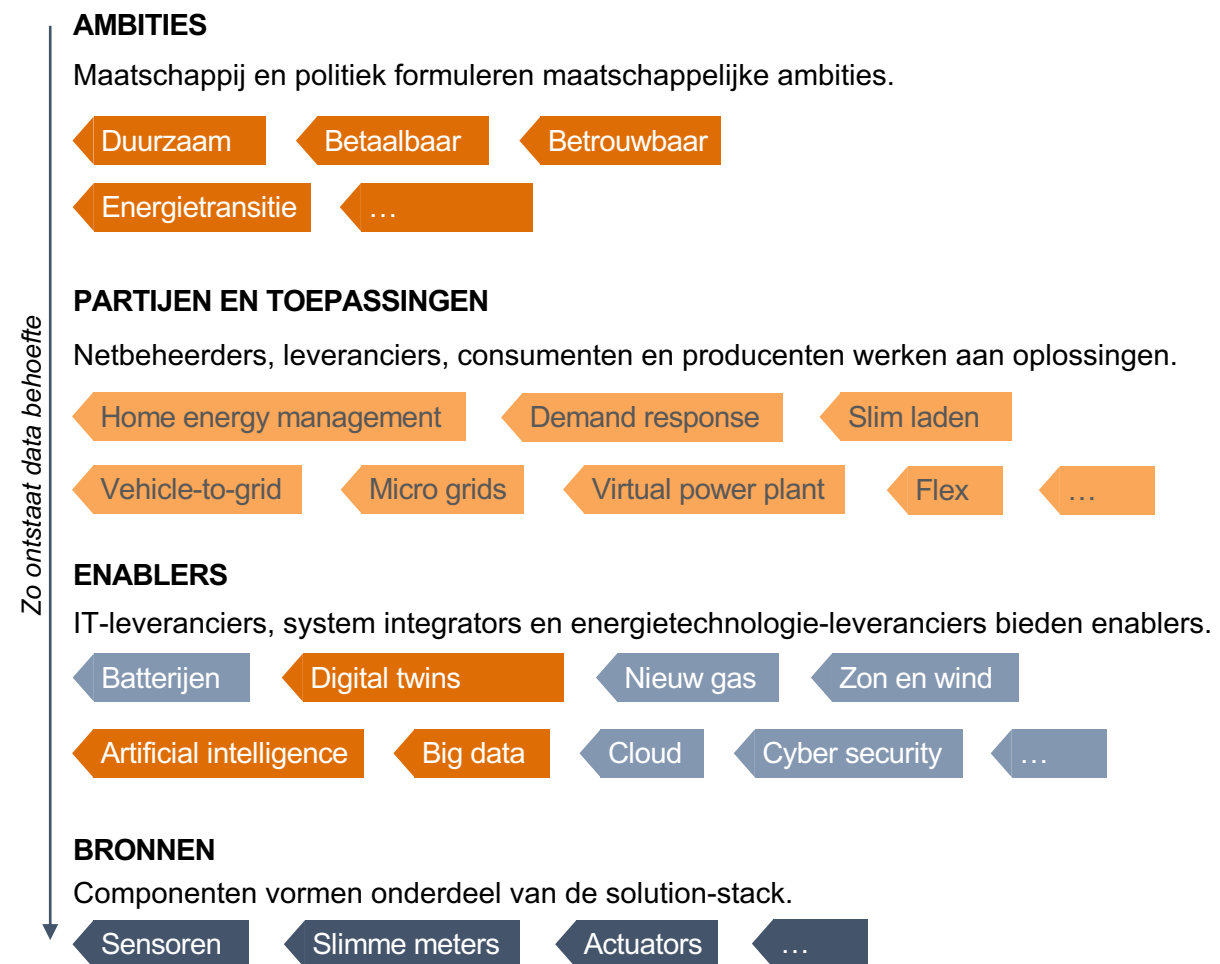 AMBITIES
Maatschappij en politiek formuleren maatschappelijke ambities.
Duurzaam
Betaalbaar
Betrouwbaar
Energietransitie
…
PARTIJEN EN TOEPASSINGEN
Netbeheerders, leveranciers, consumenten en producenten werken aan oplossingen.
Home energy management
Demand response
Slim laden
Vehicle-to-grid
Micro grids
Virtual power plant
Flex
…
ENABLERS
IT-leveranciers, system integrators en energietechnologie-leveranciers bieden enablers.
Batterijen
Digital twins
Nieuw gas
Zon en wind
Artificial intelligence
Big data
Cloud
Cyber security
…
BRONNEN
Componenten vormen onderdeel van de solution-stack.
Sensoren
Slimme meters
Actuators
…
Zo ontstaat data behoefte